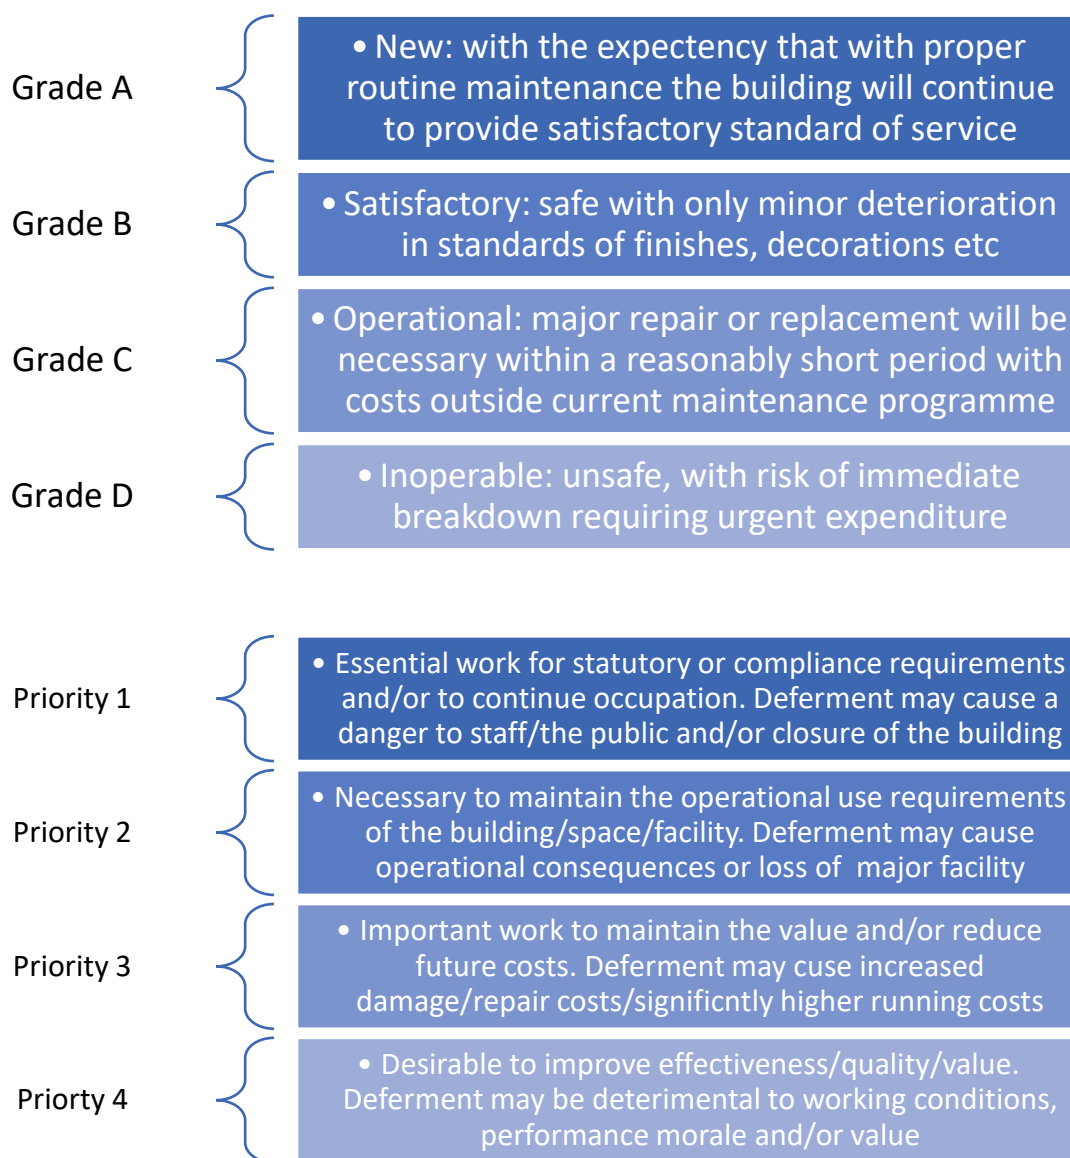 Grade A
• New: with the expectency that with proper
routine maintenance the building will continue
to provide satisfactory standard of service
Grade B
• Satisfactory: safe with only minor deterioration
in standards of finishes, decorations etc
Grade C
• Operational: major repair or replacement will be
necessary within a reasonably short period with
costs outside current maintenance programme
Grade D
• Inoperable: unsafe, with risk of immediate
breakdown requiring urgent expenditure
Priority 1
• Essential work for statutory or compliance requirements
and/or to continue occupation. Deferment may cause a
danger to staff/the public and/or closure of the building
Priority 2
• Necessary to maintain the operational use requirements
of the building/space/facility. Deferment may cause
operational consequences or loss of  major facility
Priority 3
• Important work to maintain the value and/or reduce
future costs. Deferment may cuse increased
damage/repair costs/significntly higher running costs
Priorty 4
• Desirable to improve effectiveness/quality/value.
Deferment may be deterimental to working conditions,
performance morale and/or value